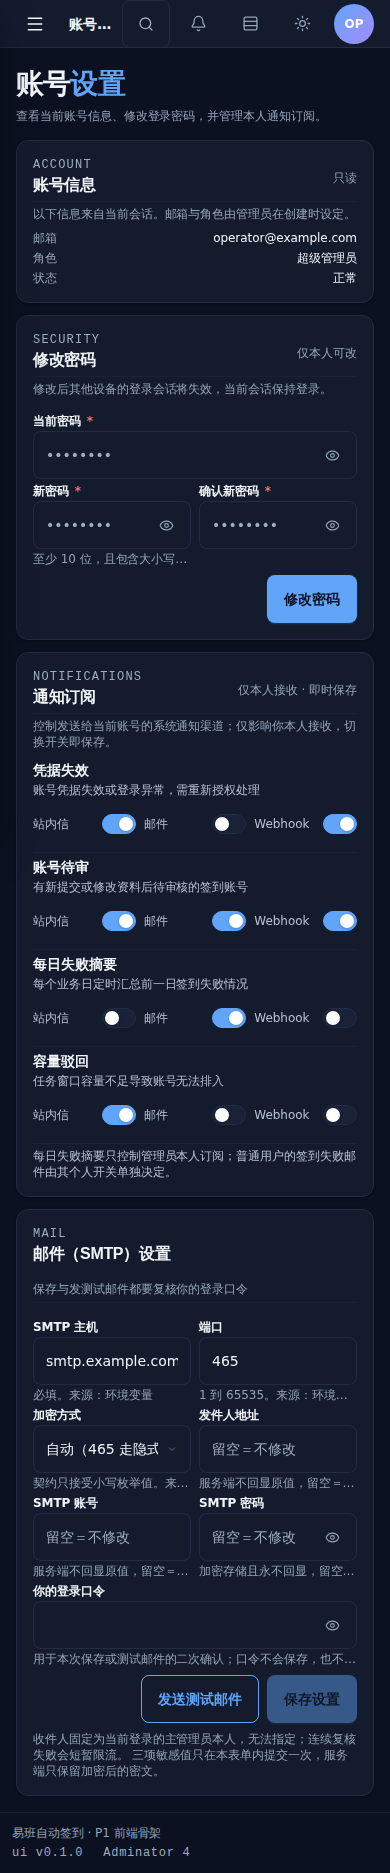 账号…
OP
账号设置
查看当前账号信息、修改登录密码，并管理本人通知订阅。
ACCOUNT
账号信息
只读
以下信息来自当前会话。邮箱与角色由管理员在创建时设定。
邮箱 operator@example.com
角色 超级管理员
状态 正常
SECURITY
修改密码
仅本人可改
修改后其他设备的登录会话将失效，当前会话保持登录。
当前密码 *
••••••••
新密码 * 确认新密码 *
•••••••• ••••••••
至少 10 位，且包含大小写…
修改密码
NOTIFICATIONS
通知订阅
仅本人接收 · 即时保存
控制发送给当前账号的系统通知渠道；仅影响你本人接收，切
换开关即保存。
凭据失效
账号凭据失效或登录异常，需重新授权处理
站内信 邮件 Webhook
账号待审
有新提交或修改资料后待审核的签到账号
站内信 邮件 Webhook
每日失败摘要
每个业务日定时汇总前一日签到失败情况
站内信 邮件 Webhook
容量驳回
任务窗口容量不足导致账号无法排入
站内信 邮件 Webhook
每日失败摘要只控制管理员本人订阅；普通用户的签到失败邮
件由其个人开关单独决定。
MAIL
邮件（SMTP）设置
保存与发测试邮件都要复核你的登录口令
SMTP 主机 端口
smtp.example.com 465
必填。来源：环境变量 1 到 65535。来源：环境…
加密方式 发件人地址
自动（465 走隐式 留空＝不修改
契约只接受小写枚举值。来… 服务端不回显原值，留空＝…
SMTP 账号 SMTP 密码
留空＝不修改 留空＝不修改
服务端不回显原值，留空＝… 加密存储且永不回显，留空…
你的登录口令
用于本次保存或测试邮件的二次确认；口令不会保存，也不…
发送测试邮件 保存设置
收件人固定为当前登录的主管理员本人，无法指定；连续复核
失败会短暂限流。 三项敏感值只在本表单内提交一次，服务
端只保留加密后的密文。
易班自动签到 · P1 前端骨架
ui v0.1.0 Adminator 4